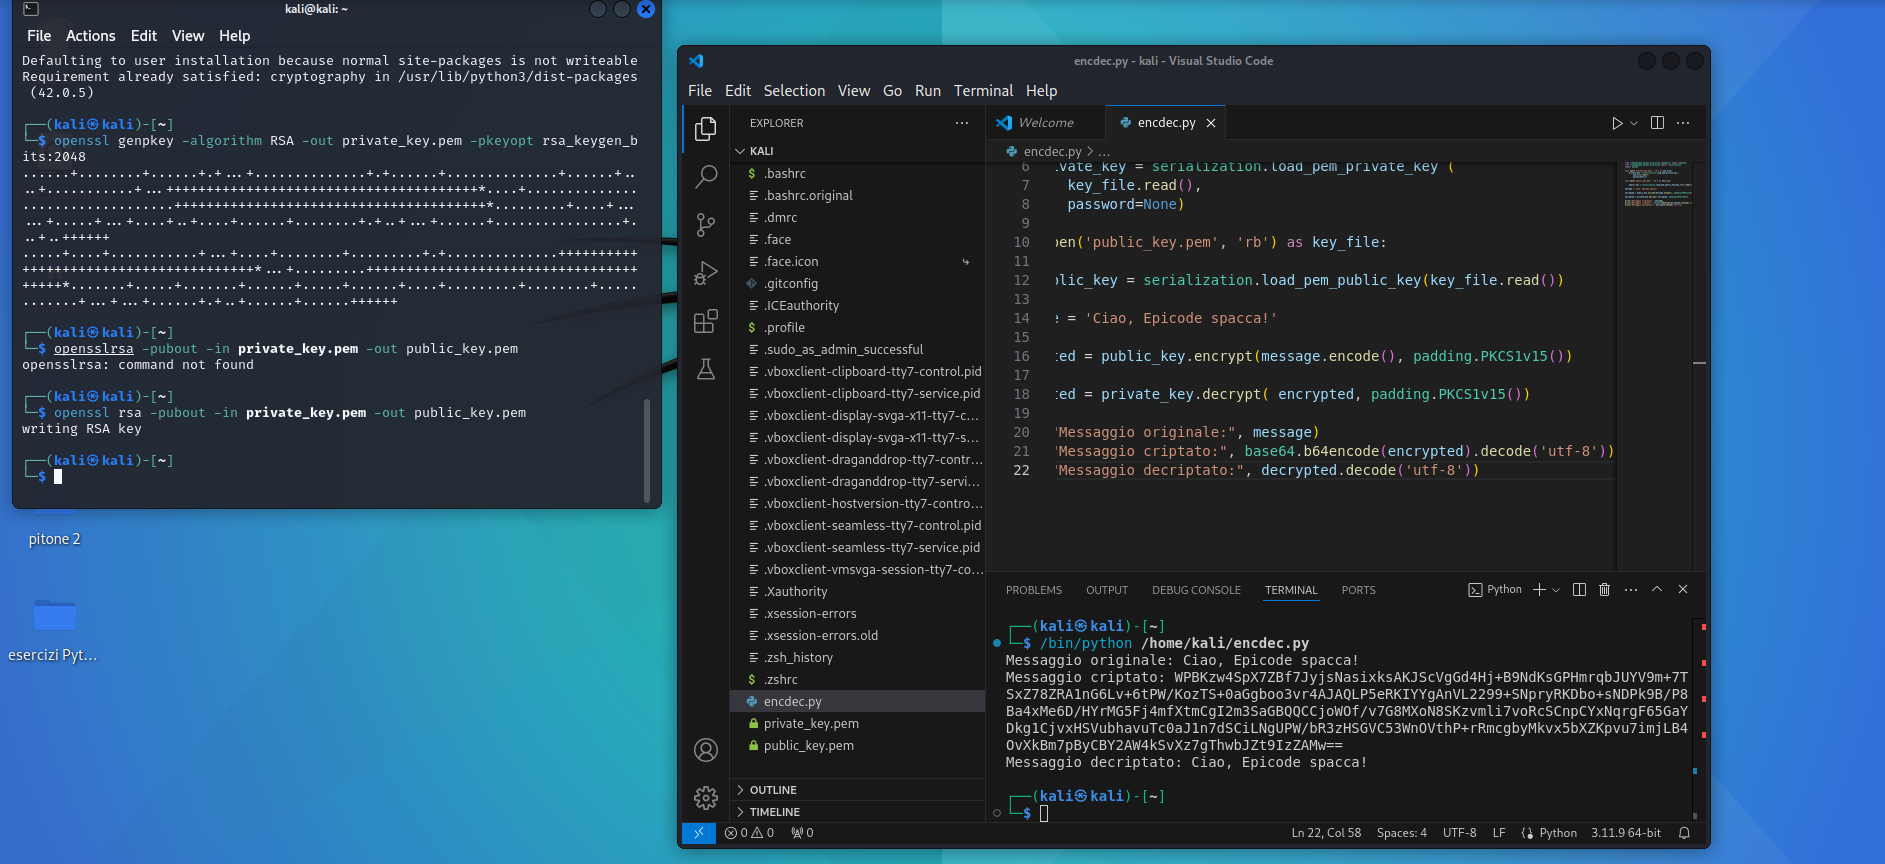 kali@kali: ~
File Actions Edit View Help
Defaulting to user installation because normal site-packages is not writeable
Requirement already satisfied: cryptography in /usr/lib/python3/dist-packages
(42.0.5)
┌──(kali㉿kali)-[~]
└─$ openssl genpkey -algorithm RSA -out private_key.pem -pkeyopt rsa_keygen_b
its:2048
┌──(kali㉿kali)-[~]
└─$ opensslrsa -pubout -in private_key.pem -out public_key.pem
opensslrsa: command not found
┌──(kali㉿kali)-[~]
└─$ openssl rsa -pubout -in private_key.pem -out public_key.pem
writing RSA key
┌──(kali㉿kali)-[~]
└─$
pitone 2
esercizi Pyt...
encdec.py - kali - Visual Studio Code
File Edit Selection View Go Run Terminal Help
EXPLORER
KALI
.bashrc
.bashrc.original
.dmrc
.face
.face.icon
.gitconfig
.ICEauthority
.profile
.sudo_as_admin_successful
.vboxclient-clipboard-tty7-control.pid
.vboxclient-clipboard-tty7-service.pid
.vboxclient-display-svga-x11-tty7-c...
.vboxclient-display-svga-x11-tty7-s...
.vboxclient-draganddrop-tty7-contr...
.vboxclient-draganddrop-tty7-servi...
.vboxclient-hostversion-tty7-contro...
.vboxclient-seamless-tty7-control.pid
.vboxclient-seamless-tty7-service.pid
.vboxclient-vmsvga-session-tty7-co...
.Xauthority
.xsession-errors
.xsession-errors.old
.zsh_history
.zshrc
encdec.py
private_key.pem
public_key.pem
OUTLINE
TIMELINE
Welcome
encdec.py
encdec.py > ...
6 ivate_key = serialization.load_pem_private_key (
7 key_file.read(),
8 password=None)
9
10 pen('public_key.pem', 'rb') as key_file:
11
12 blic_key = serialization.load_pem_public_key(key_file.read())
13
14 e = 'Ciao, Epicode spacca!'
15
16 ted = public_key.encrypt(message.encode(), padding.PKCS1v15())
17
18 ted = private_key.decrypt( encrypted, padding.PKCS1v15())
19
20 "Messaggio originale:", message)
21 "Messaggio criptato:", base64.b64encode(encrypted).decode('utf-8'))
22 "Messaggio decriptato:", decrypted.decode('utf-8'))
PROBLEMS OUTPUT DEBUG CONSOLE TERMINAL PORTS
Python
┌──(kali㉿kali)-[~]
└─$ /bin/python /home/kali/encdec.py
Messaggio originale: Ciao, Epicode spacca!
Messaggio criptato: WPBKzw4SpX7ZBf7JyjsNasixksAKJScVgGd4Hj+B9NdKsGPHmrqbJUYV9m+7T
SxZ78ZRA1nG6Lv+6tPW/KozTS+0aGgboo3vr4AJAQLP5eRKIYYgAnVL2299+SNpryRKDbo+sNDPk9B/P8
Ba4xMe6D/HYrMG5Fj4mfXtmCgI2m3SaGBQQCCjoWOf/v7G8MXoN8SKzvmli7voRcSCnpCYxNqrgF65GaY
Dkg1CjvxHSVubhavuTc0aJ1n7dSCiLNgUPW/bR3zHSGVC53WnOVthP+rRmcgbyMkvx5bXZKpvu7imjLB4
OvXkBm7pByCBY2AW4kSvXz7gThwbJZt9IzZAMw==
Messaggio decriptato: Ciao, Epicode spacca!
┌──(kali㉿kali)-[~]
└─$
0 0 0
Ln 22, Col 58 Spaces: 4 UTF-8 LF Python 3.11.9 64-bit